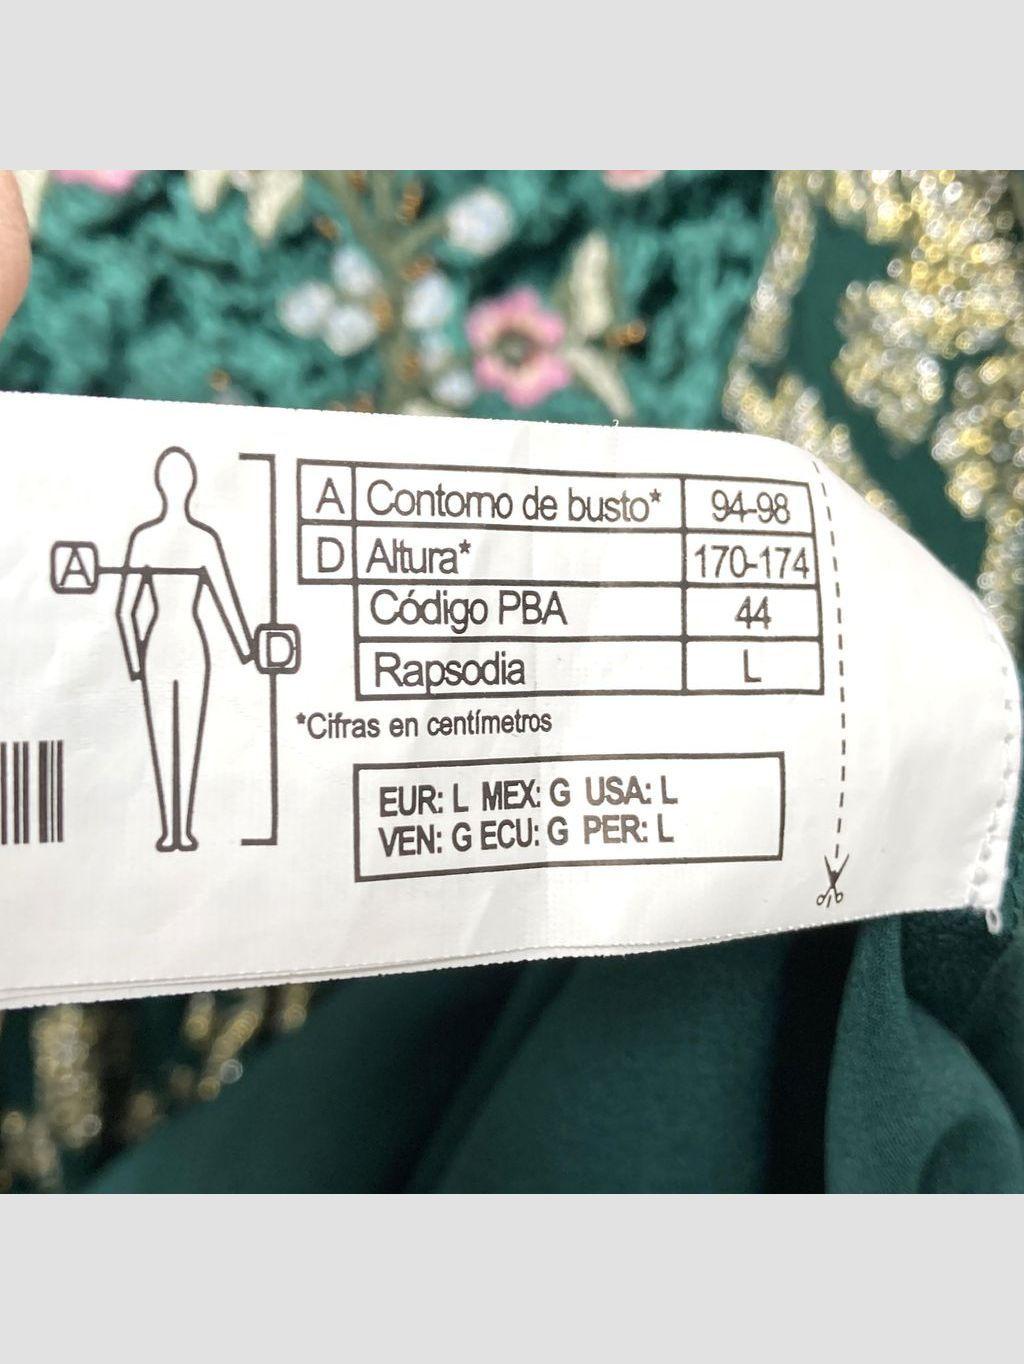 A Contorno de busto* 94-98
D Altura* 170-174
Código PBA 44
Rapsodia L
*Cifras en centímetros
EUR: L MEX: G USA: L
VEN: G ECU: G PER: L
A
D